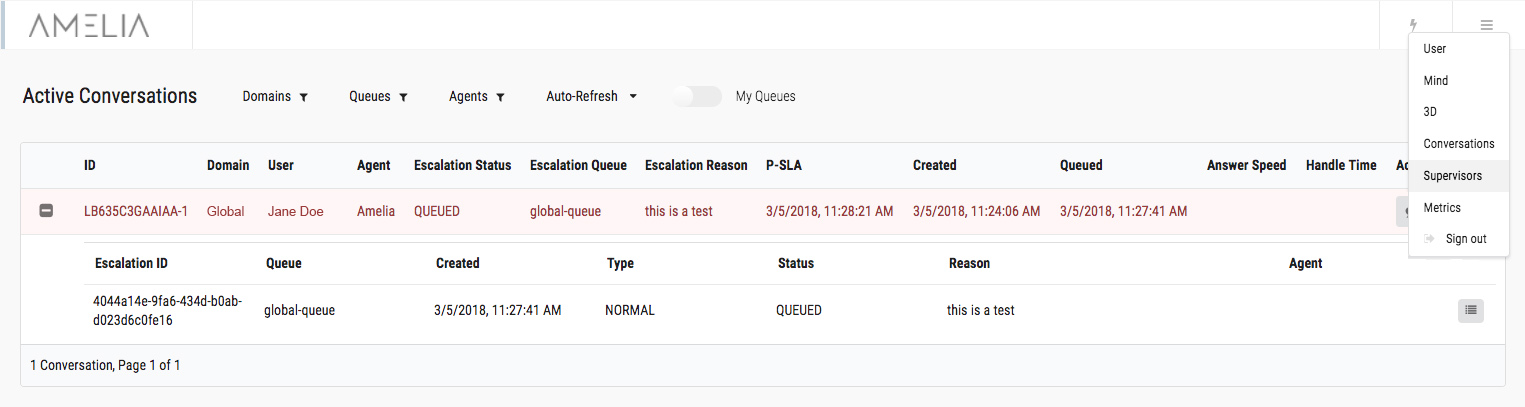 AMELIA
User
Mind
3D
Conversations
Supervisors
Metrics
Sign out
Active Conversations Domains Queues Agents Auto-Refresh My Queues
ID Domain User Agent Escalation Status Escalation Queue Escalation Reason P-SLA Created Queued Answer Speed Handle Time
LB635C3GAAIAA-1 Global Jane Doe Amelia QUEUED global-queue this is a test 3/5/2018, 11:28:21 AM 3/5/2018, 11:24:06 AM 3/5/2018, 11:27:41 AM
Escalation ID Queue Created Type Status Reason Agent
4044a14e-9fa6-434d-b0ab-
d023d6c0fe16 global-queue 3/5/2018, 11:27:41 AM NORMAL QUEUED this is a test
1 Conversation, Page 1 of 1